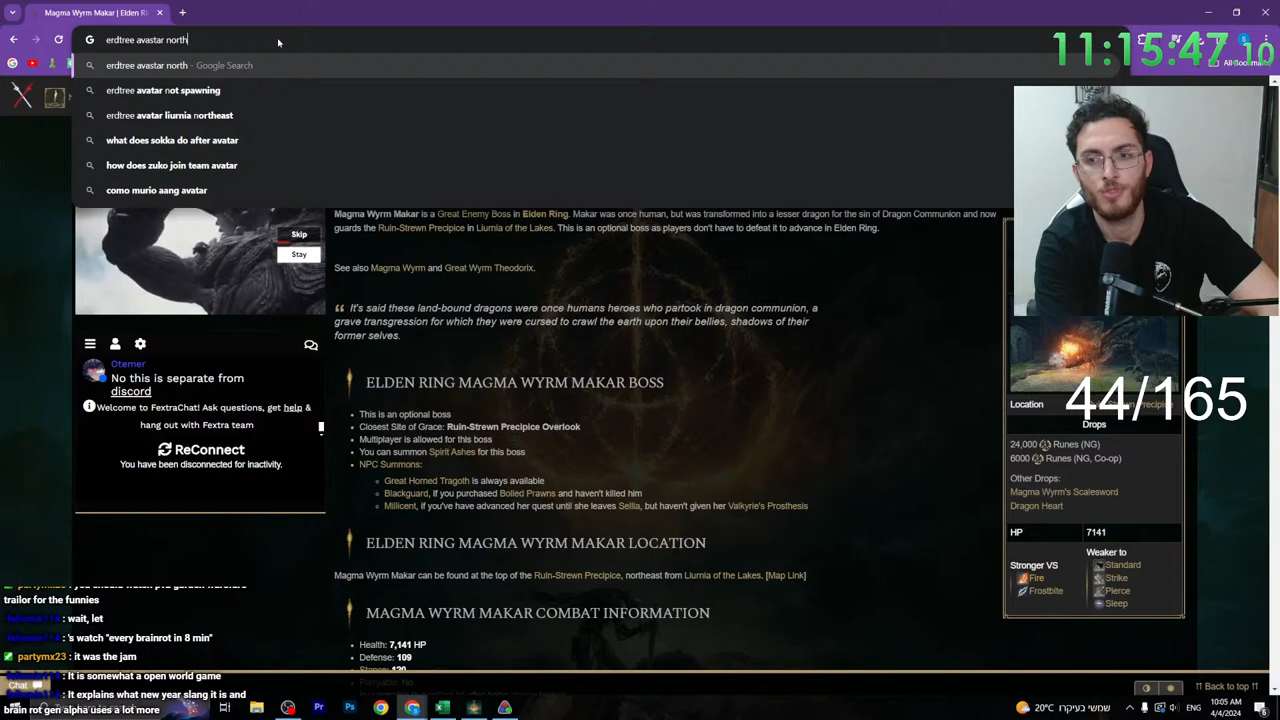 Magma Wyrm Makar | Elden Ri
erdtree avastar north
erdtree avastar north - Google Search
erdtree avatar not spawning
erdtree avatar liurnia northeast
what does sokka do after avatar
how does zuko join team avatar
como murio aang avatar
11:15:47.10
All Bookmarks
Skip
Stay
Magma Wyrm Makar is a Great Enemy Boss in Elden Ring. Makar was once human, but was transformed into a lesser dragon for the sin of Dragon Communion and now
guards the Ruin-Strewn Precipice in Liurnia of the Lakes. This is an optional boss as players don't have to defeat it to advance in Elden Ring.
See also Magma Wyrm and Great Wyrm Theodorix.
It's said these land-bound dragons were once humans heroes who partook in dragon communion, a
grave transgression for which they were cursed to crawl the earth upon their bellies, shadows of their
former selves.
Otemer
No this is separate from
discord
Welcome to FextraChat! Ask questions, get help &
hang out with Fextra team
ReConnect
You have been disconnected for inactivity.
ELDEN RING MAGMA WYRM MAKAR BOSS
This is an optional boss
Closest Site of Grace: Ruin-Strewn Precipice Overlook
Multiplayer is allowed for this boss
You can summon Spirit Ashes for this boss
NPC Summons:
Great Horned Tragoth is always available
Blackguard, if you purchased Boiled Prawns and haven't killed him
Millicent, if you've advanced her quest until she leaves Sellia, but haven't given her Valkyrie's Prosthesis
ELDEN RING MAGMA WYRM MAKAR LOCATION
Magma Wyrm Makar can be found at the top of the Ruin-Strewn Precipice, northeast from Liurnia of the Lakes. [Map Link]
MAGMA WYRM MAKAR COMBAT INFORMATION
Health: 7,141 HP
Defense: 109
Stance: 120
Parryable: No
44/165
Location
Precipice
Drops
24,000 Runes (NG)
6000 Runes (NG, Co-op)
Other Drops:
Magma Wyrm's Scalesword
Dragon Heart
HP 7141
Stronger VS
Fire
Frostbite
Weaker to
Standard
Strike
Pierce
Sleep
trailor for the funnies
: wait, let
: 's watch "every brainrot in 8 min"
partymx23 : it was the jam
: It is somewhat a open world game
: It explains what new year slang it is and
brain rot gen alpha uses a lot more
Chat
!! Back to top !!
20°C שמשי בעיקרו
ENG
10:05 AM
4/4/2024
6